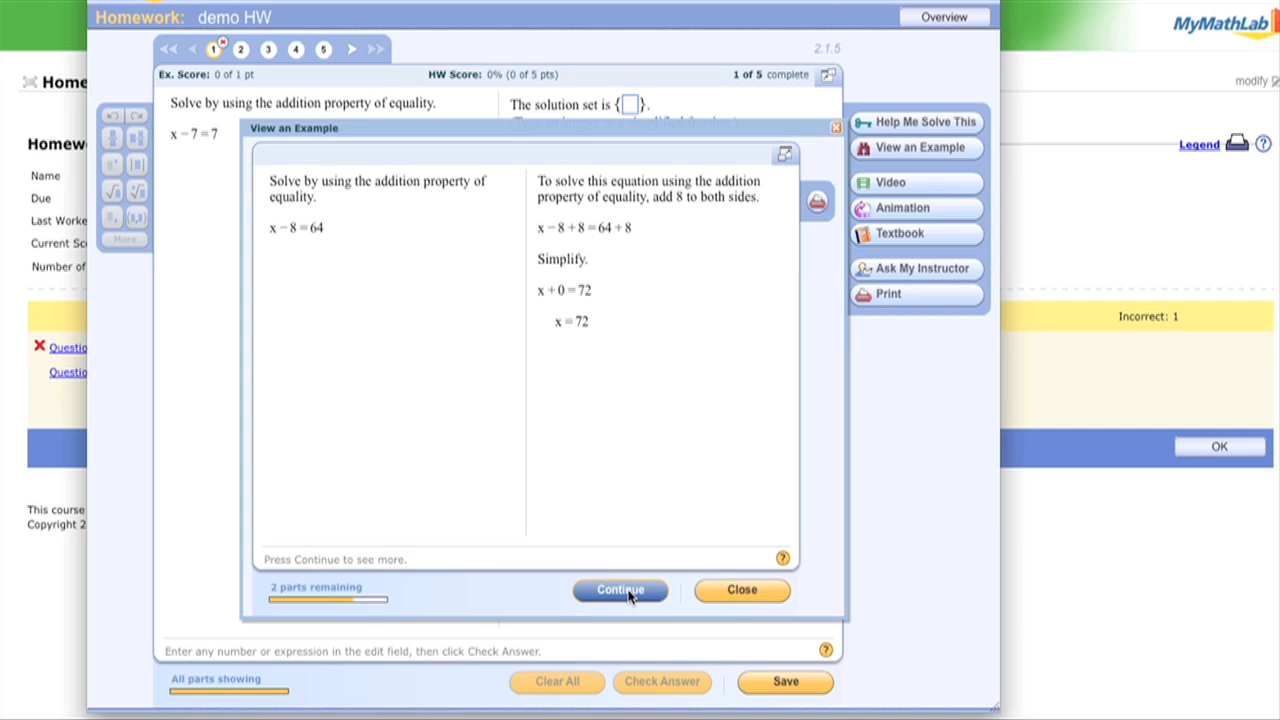 Homework: demo HW
Overview
MyMathLab
1
2
3
4
5
2.1.5
Ex. Score: 0 of 1 pt
HW Score: 0% (0 of 5 pts)
1 of 5 complete
Home
modify
Solve by using the addition property of equality.
x − 7 = 7
The solution set is { }.
View an Example
Solve by using the addition property of
equality.
x − 8 = 64
To solve this equation using the addition
property of equality, add 8 to both sides.
x − 8 + 8 = 64 + 8
Simplify.
x + 0 = 72
x = 72
Press Continue to see more.
?
2 parts remaining
Continue
Close
Enter any number or expression in the edit field, then click Check Answer.
?
All parts showing
Clear All
Check Answer
Save
More
Help Me Solve This
View an Example
Video
Animation
Textbook
Ask My Instructor
Print
Legend
?
Homew
Name
Due
Last Worke
Current Sc
Number of
Incorrect: 1
Questio
Questio
OK
This course
Copyright 2